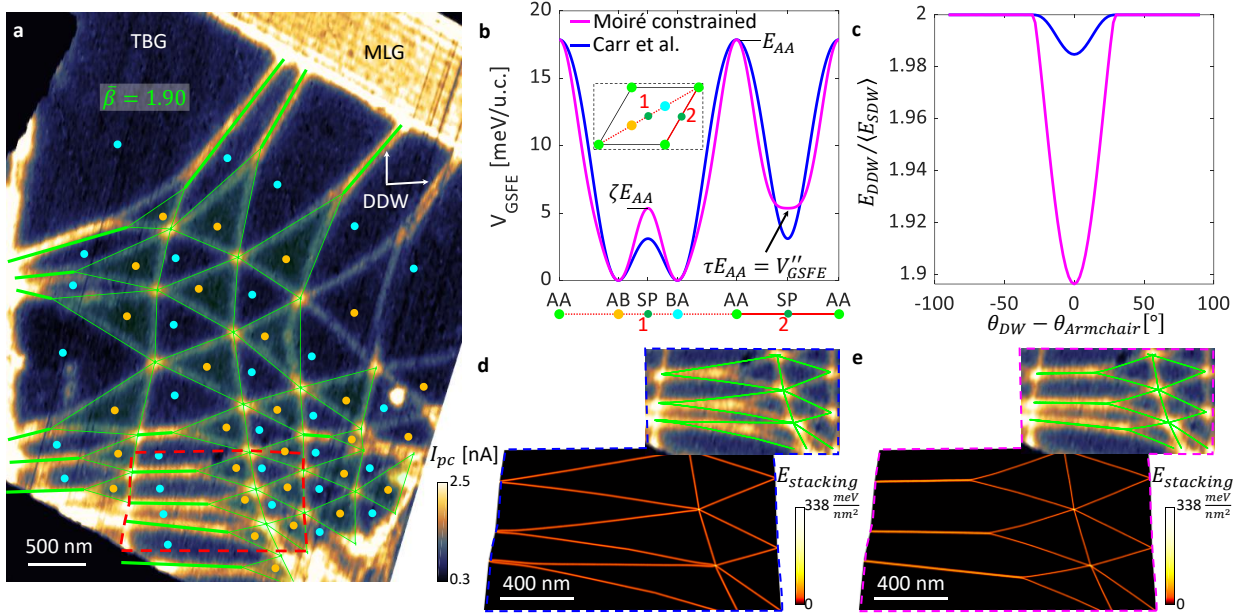 a
TBG
MLG
β̄ = 1.90
DDW
500 nm
I_pc [nA]
2.5
0.3
b
Moiré constrained
Carr et al.
E_AA
1
2
ζE_AA
τE_AA = V''_GSFE
V_GSFE [meV/u.c.]
20
15
10
5
0
AA AB SP BA AA SP AA
1 2
c
E_DDW/⟨E_SDW⟩
2
1.98
1.96
1.94
1.92
1.9
-100 -50 0 50 100
θ_DW − θ_Armchair[°]
d
E_stacking
338 meV/nm²
0
400 nm
e
E_stacking
338 meV/nm²
0
400 nm